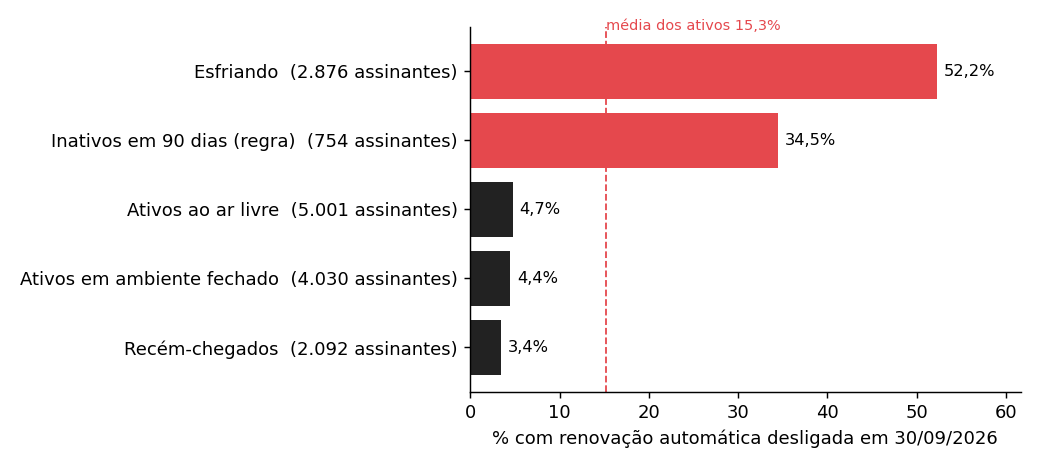 média dos ativos 15,3%
Esfriando (2.876 assinantes) 52,2%
Inativos em 90 dias (regra) (754 assinantes) 34,5%
Ativos ao ar livre (5.001 assinantes) 4,7%
Ativos em ambiente fechado (4.030 assinantes) 4,4%
Recém-chegados (2.092 assinantes) 3,4%
0 10 20 30 40 50 60
% com renovação automática desligada em 30/09/2026